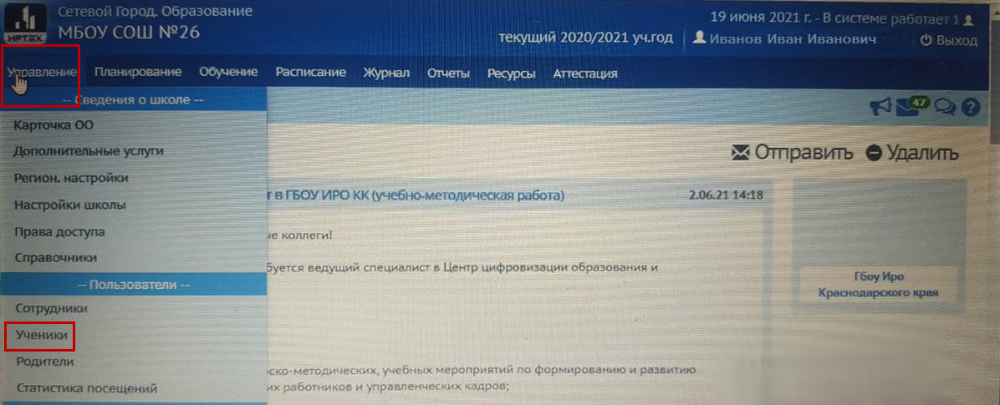 Сетевой Город. Образование
ИРТЕХ
МБОУ СОШ №26
19 июня 2021 г. - В системе работает 1
текущий 2020/2021 уч.год
Иванов Иван Иванович
Выход
Управление Планирование Обучение Расписание Журнал Отчеты Ресурсы Аттестация
-- Сведения о школе --
47
Карточка ОО
Дополнительные услуги
Регион. настройки
Настройки школы
Права доступа
Справочники
-- Пользователи --
Сотрудники
Ученики
Родители
Статистика посещений
Отправить Удалить
т в ГБОУ ИРО КК (учебно-методическая работа) 2.06.21 14:18
ые коллеги!
буется ведущий специалист в Центр цифровизации образования и
рско-методических, учебных мероприятий по формированию и развитию
их работников и управленческих кадров;
Гбоу Иро
Краснодарского края